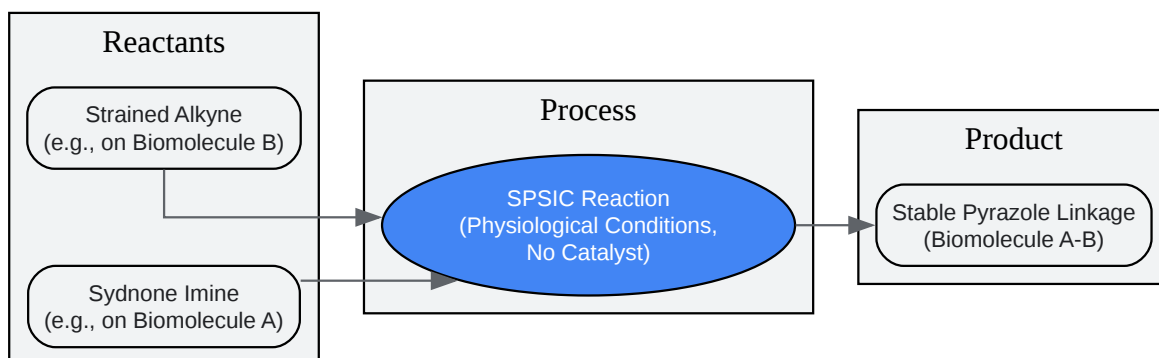 Reactants
Strained Alkyne
(e.g., on Biomolecule B)
Sydnone Imine
(e.g., on Biomolecule A)
Process
SPSIC Reaction
(Physiological Conditions,
No Catalyst)
Product
Stable Pyrazole Linkage
(Biomolecule A-B)